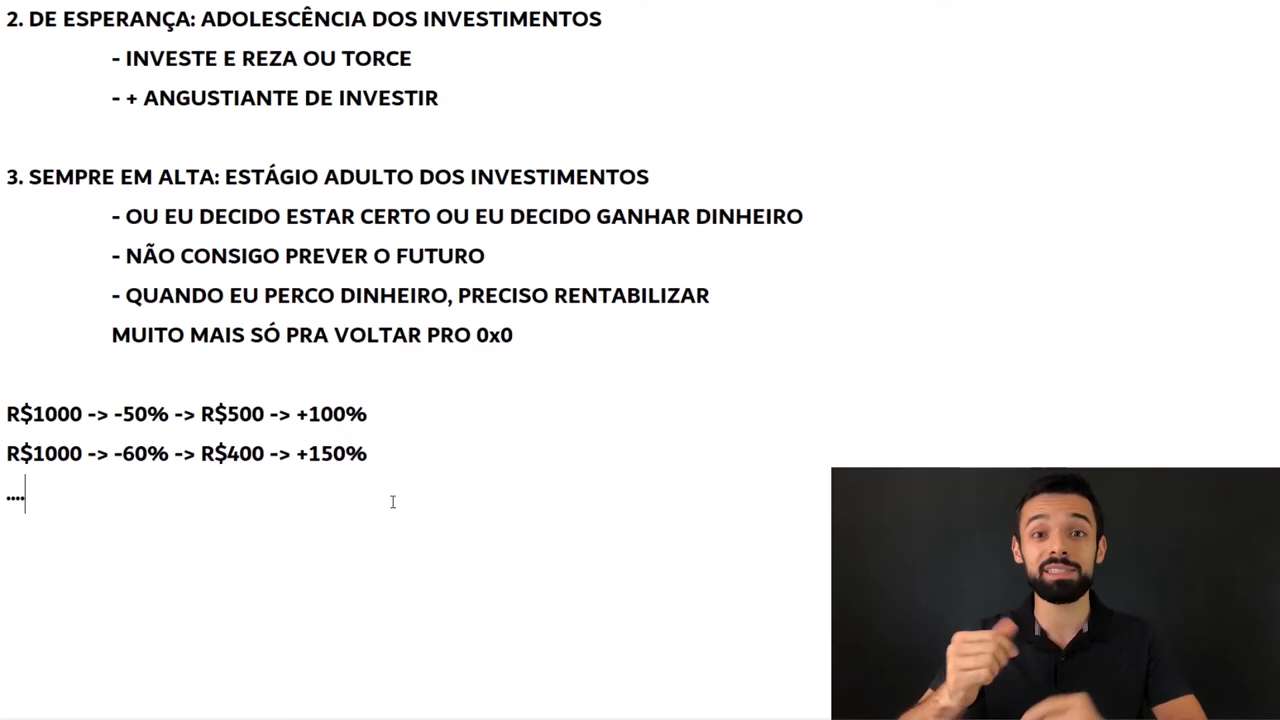 2. DE ESPERANÇA: ADOLESCÊNCIA DOS INVESTIMENTOS
- INVESTE E REZA OU TORCE
- + ANGUSTIANTE DE INVESTIR
3. SEMPRE EM ALTA: ESTÁGIO ADULTO DOS INVESTIMENTOS
- OU EU DECIDO ESTAR CERTO OU EU DECIDO GANHAR DINHEIRO
- NÃO CONSIGO PREVER O FUTURO
- QUANDO EU PERCO DINHEIRO, PRECISO RENTABILIZAR
MUITO MAIS SÓ PRA VOLTAR PRO 0x0
R$1000 -> -50% -> R$500 -> +100%
R$1000 -> -60% -> R$400 -> +150%
....